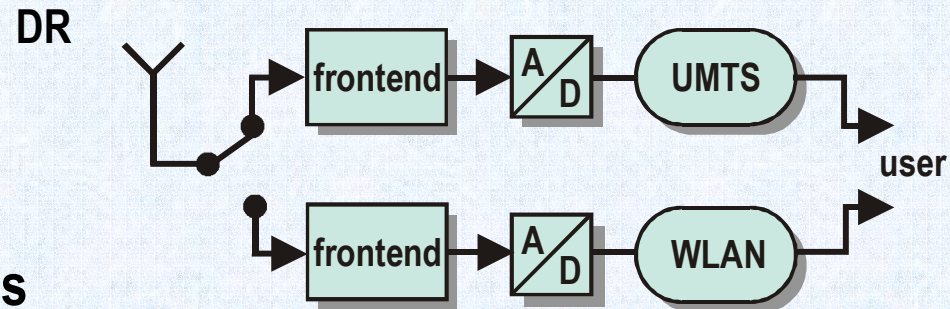 DR
frontend A/D UMTS
user
frontend A/D WLAN
s